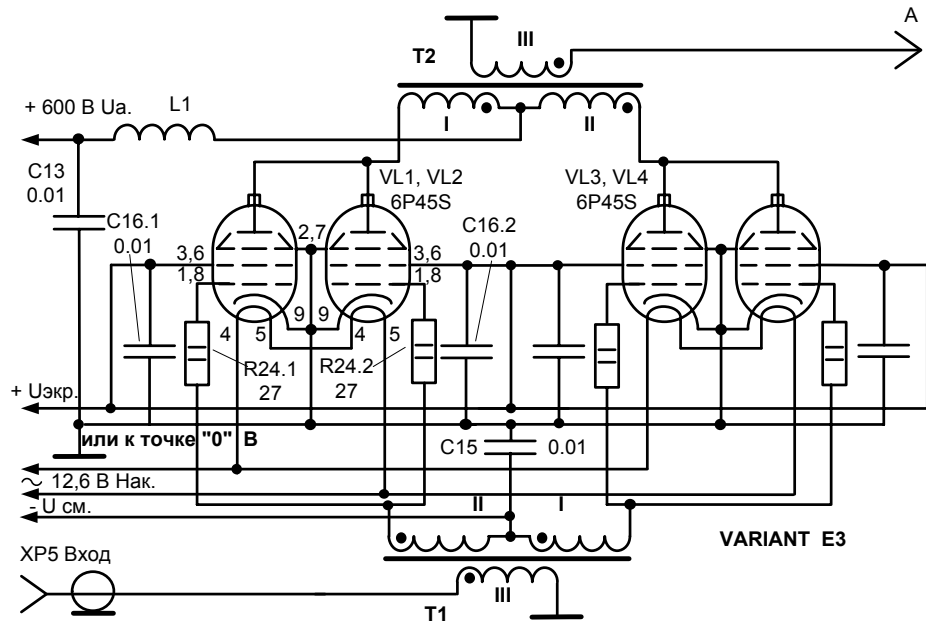 A
III
T2
+ 600 В Ua.
L1
I
II
C13
0.01
VL1, VL2
6P45S
VL3, VL4
6P45S
C16.1
0.01
2,7
C16.2
0.01
3,6
3,6
1,8
1,8
9
9
4
5
4
5
R24.1
27
R24.2
27
+ Uэкр.
или к точке "0" В
C15
0.01
~ 12,6 В Нак.
- U см.
II
I
VARIANT E3
XP5 Вход
III
T1